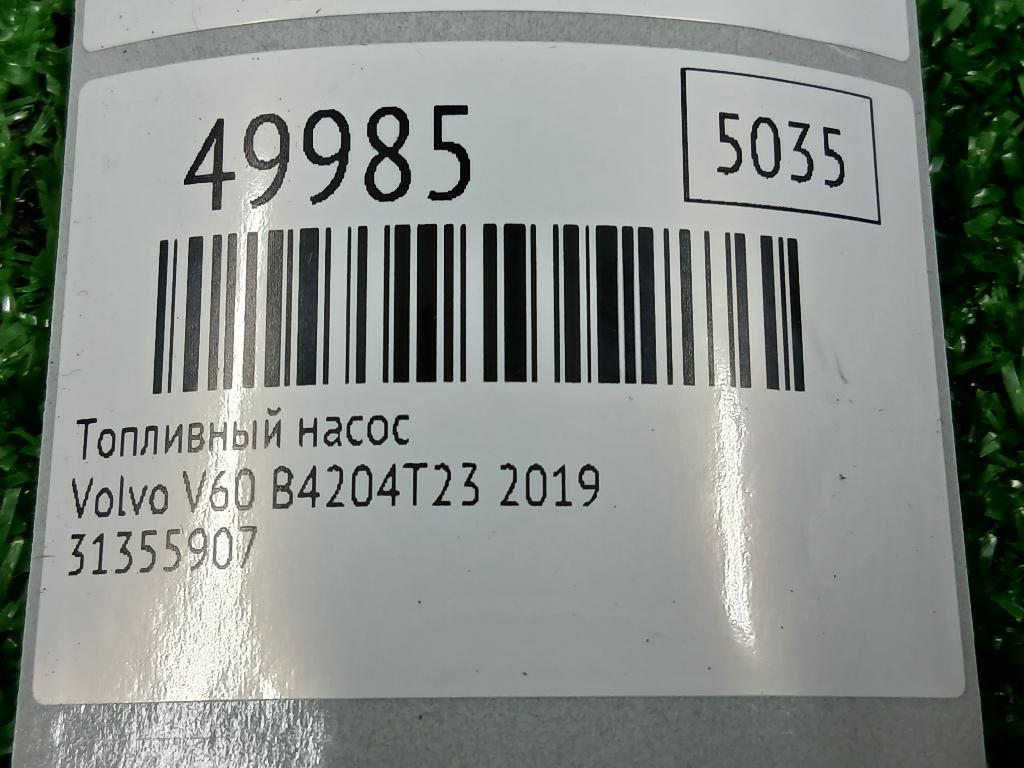 49985
5035
Топливный насос
Volvo V60 B4204T23 2019
31355907